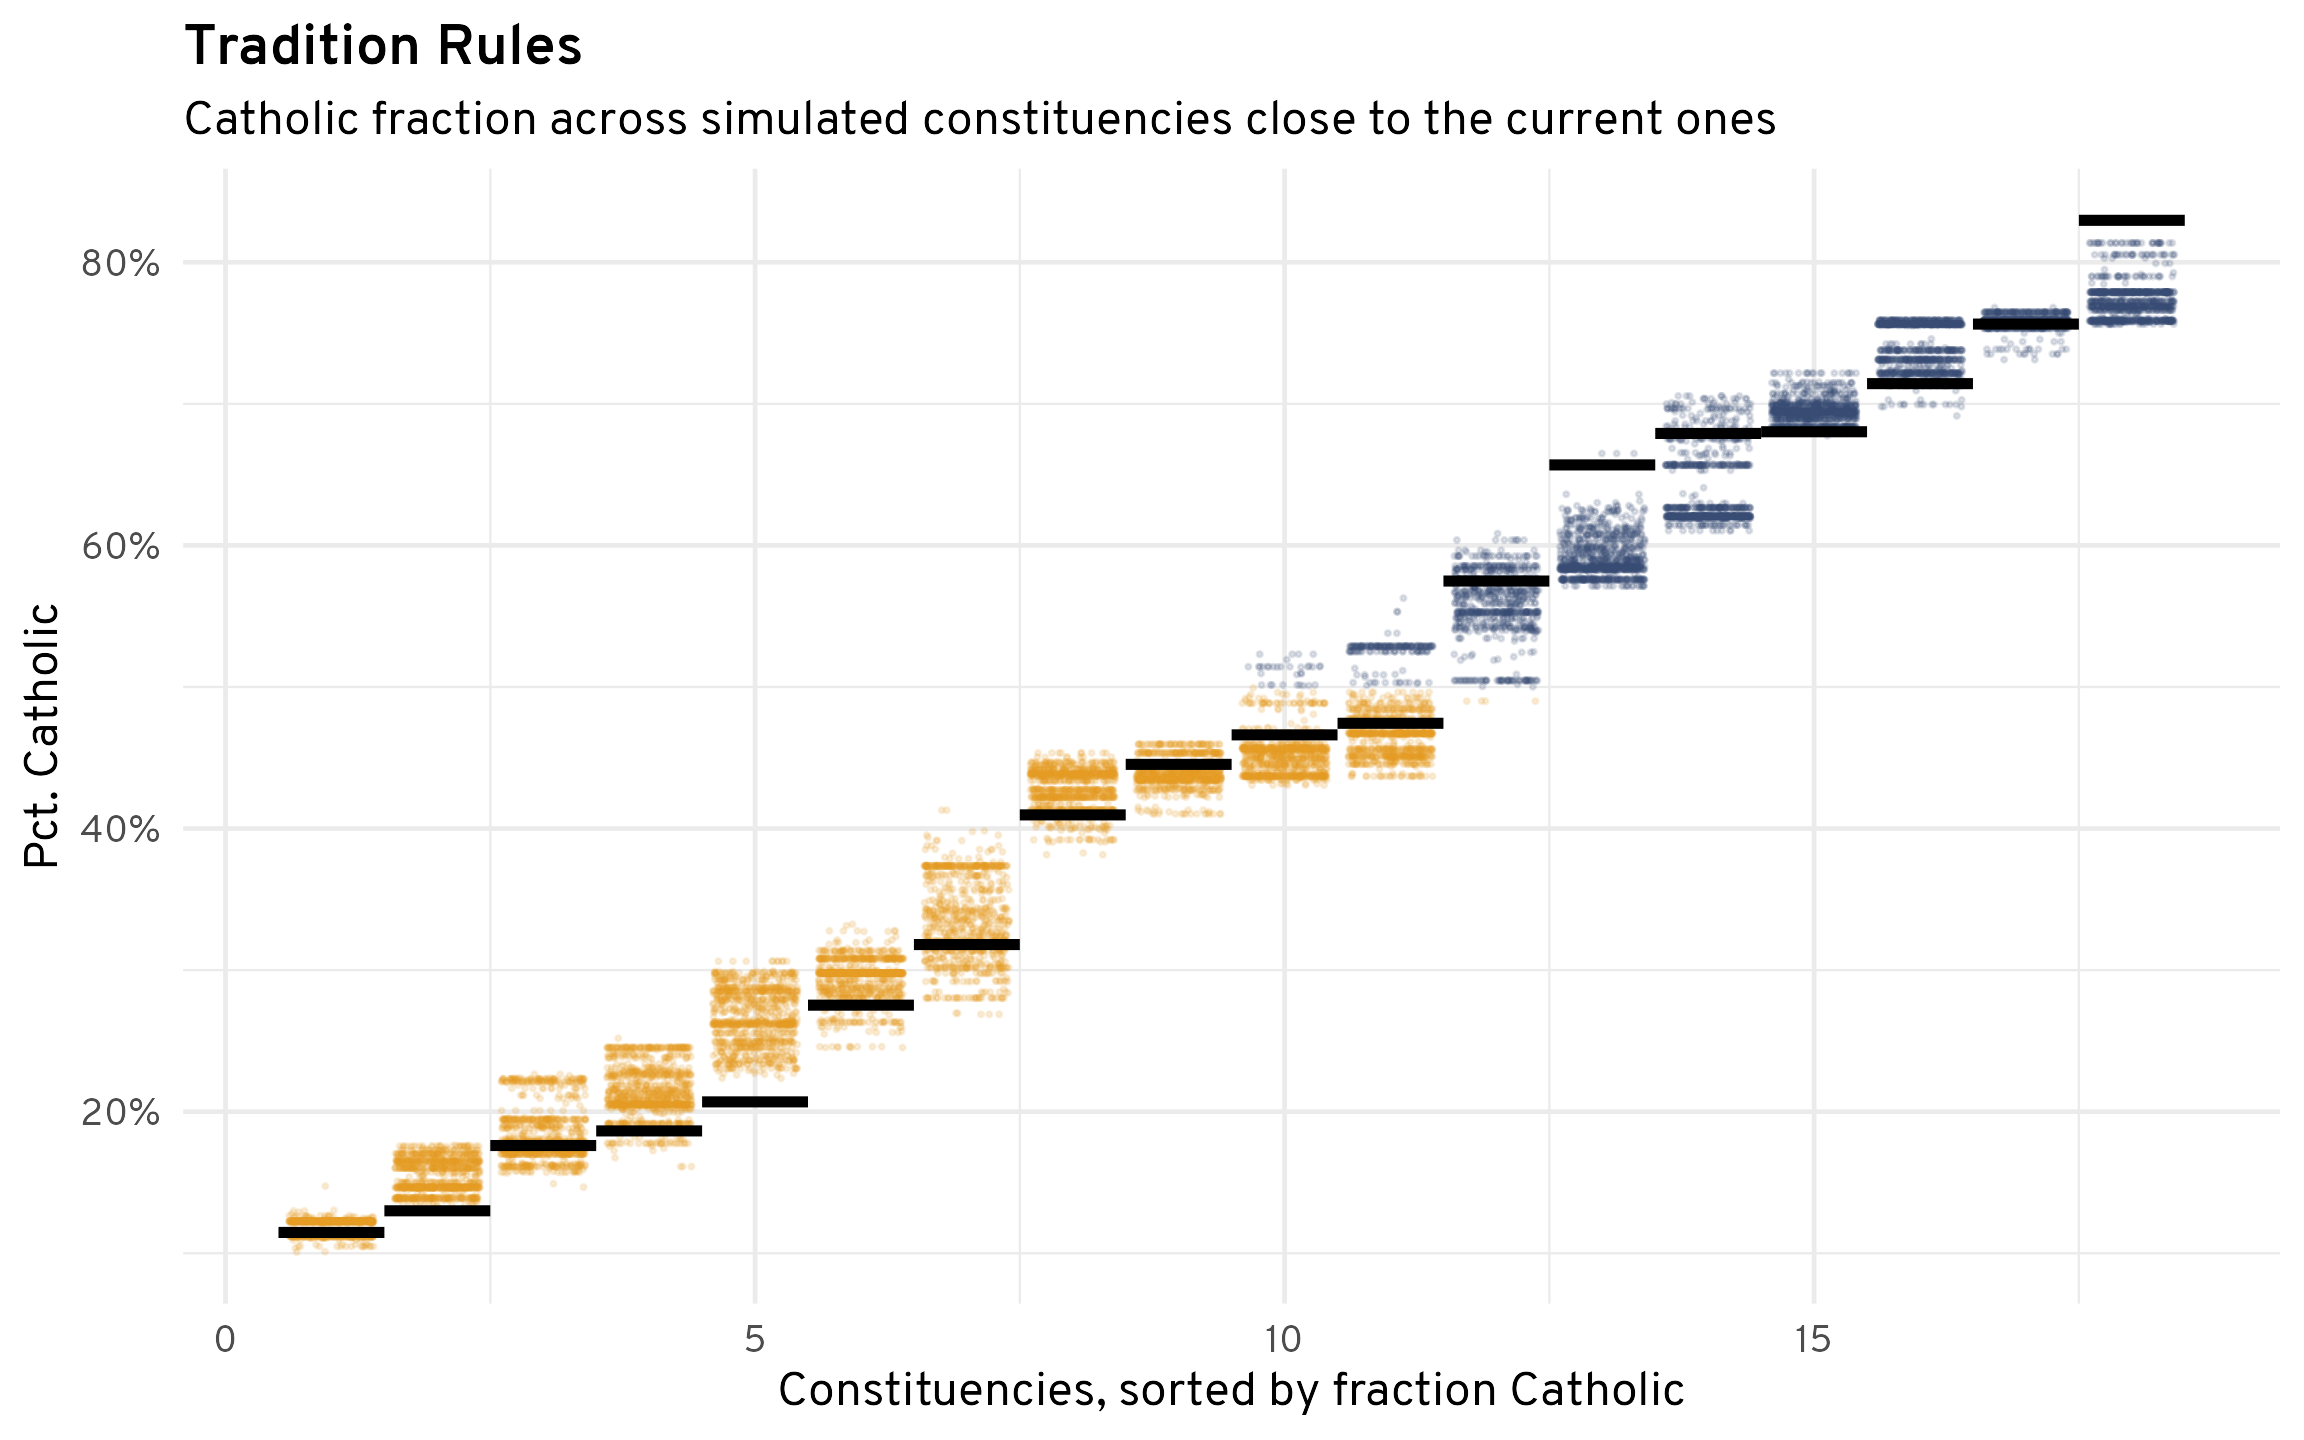 Tradition Rules
Catholic fraction across simulated constituencies close to the current ones
Pct. Catholic
80%
60%
40%
20%
0
5
10
15
Constituencies, sorted by fraction Catholic